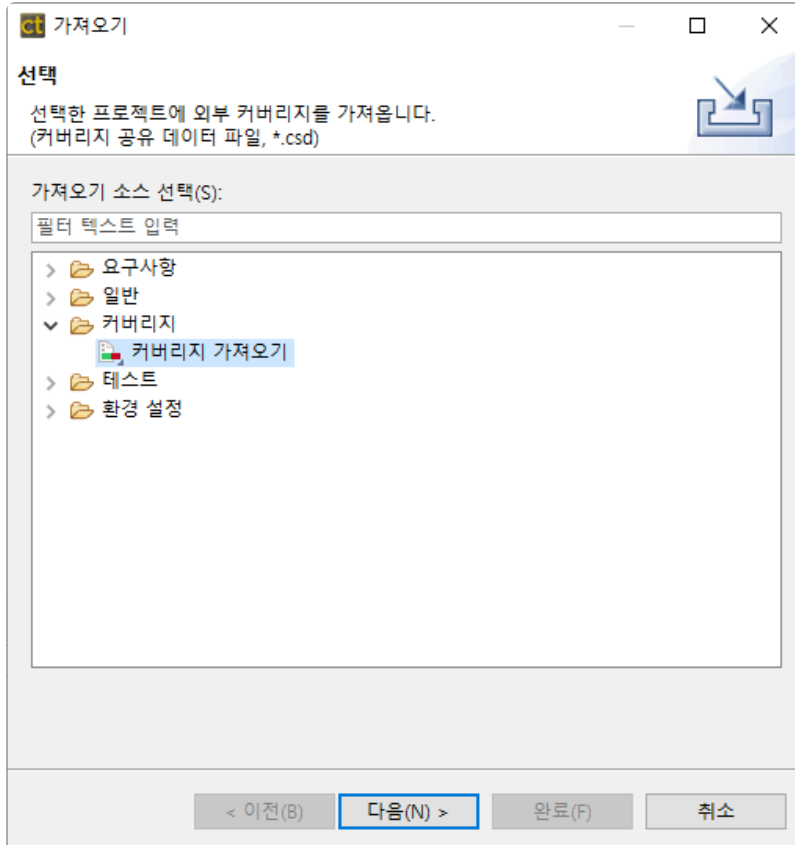 ct 가져오기
선택
선택한 프로젝트에 외부 커버리지를 가져옵니다.
(커버리지 공유 데이터 파일, *.csd)
가져오기 소스 선택(S):
필터 텍스트 입력
요구사항
일반
커버리지
커버리지 가져오기
테스트
환경 설정
< 이전(B) 다음(N) > 완료(F) 취소